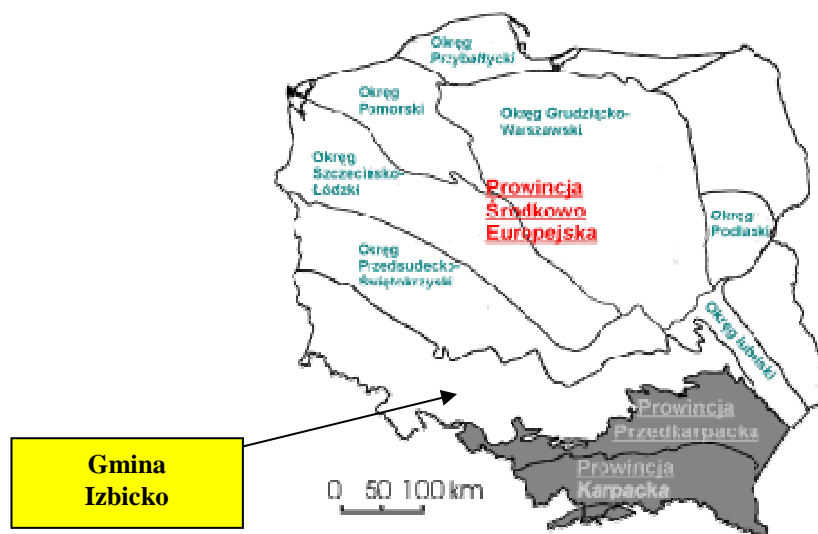 Okręg
Przybałtycki
Okręg
Pomorski
Okręg Grudziącko-
Warszawski
Okręg
Szczecińsko-
Łódzki
Prowincja
Środkowo
Europejska
Okręg
Podlaski
Okręg
Przedsudecko-
Świętokrzyski
Okręg lubelski
Prowincja
Przedkarpacka
Prowincja
Karpacka
Gmina
Izbicko
0 50 100 km